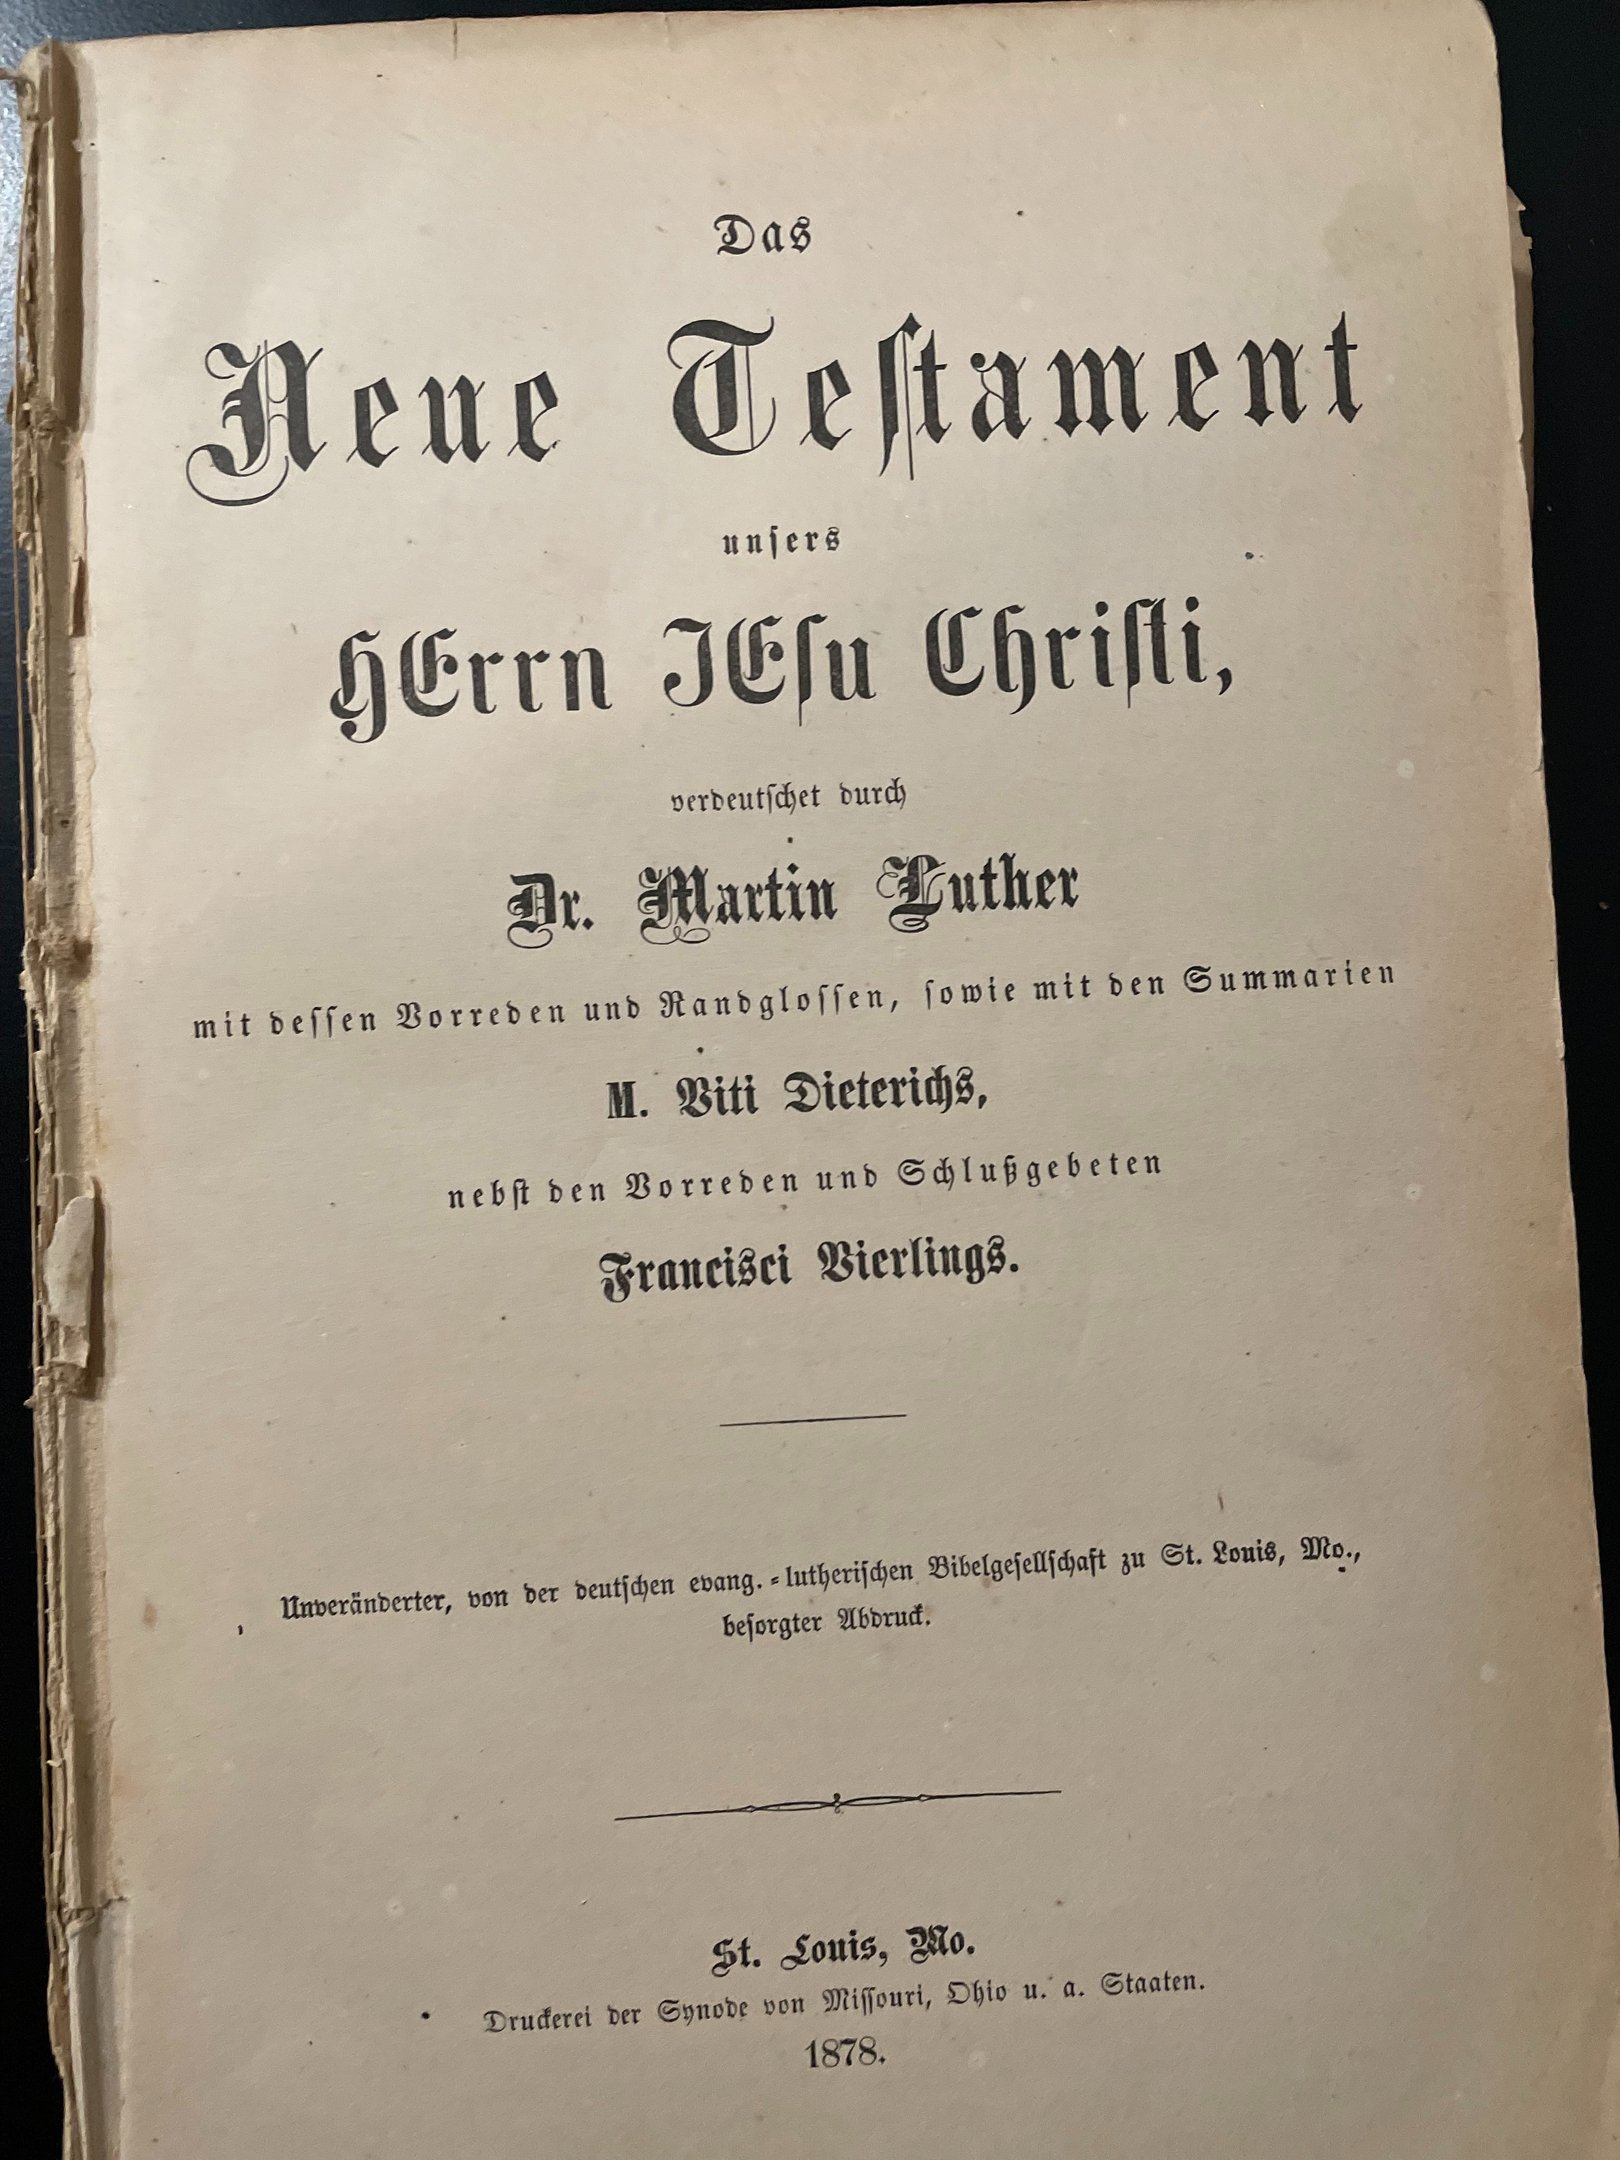 Das
Neue Testament
unsers
HErrn JEsu Christi,
verdeutschet durch
Dr. Martin Luther
mit dessen Vorreden und Randglossen, sowie mit den Summarien
M. Viti Dieterichs,
nebst den Vorreden und Schlußgebeten
Francisci Vierlings.
Unveränderter, von der deutschen evang.-lutherischen Bibelgesellschaft zu St. Louis, Mo.,
besorgter Abdruck.
St. Louis, Mo.
Druckerei der Synode von Missouri, Ohio u. a. Staaten.
1878.